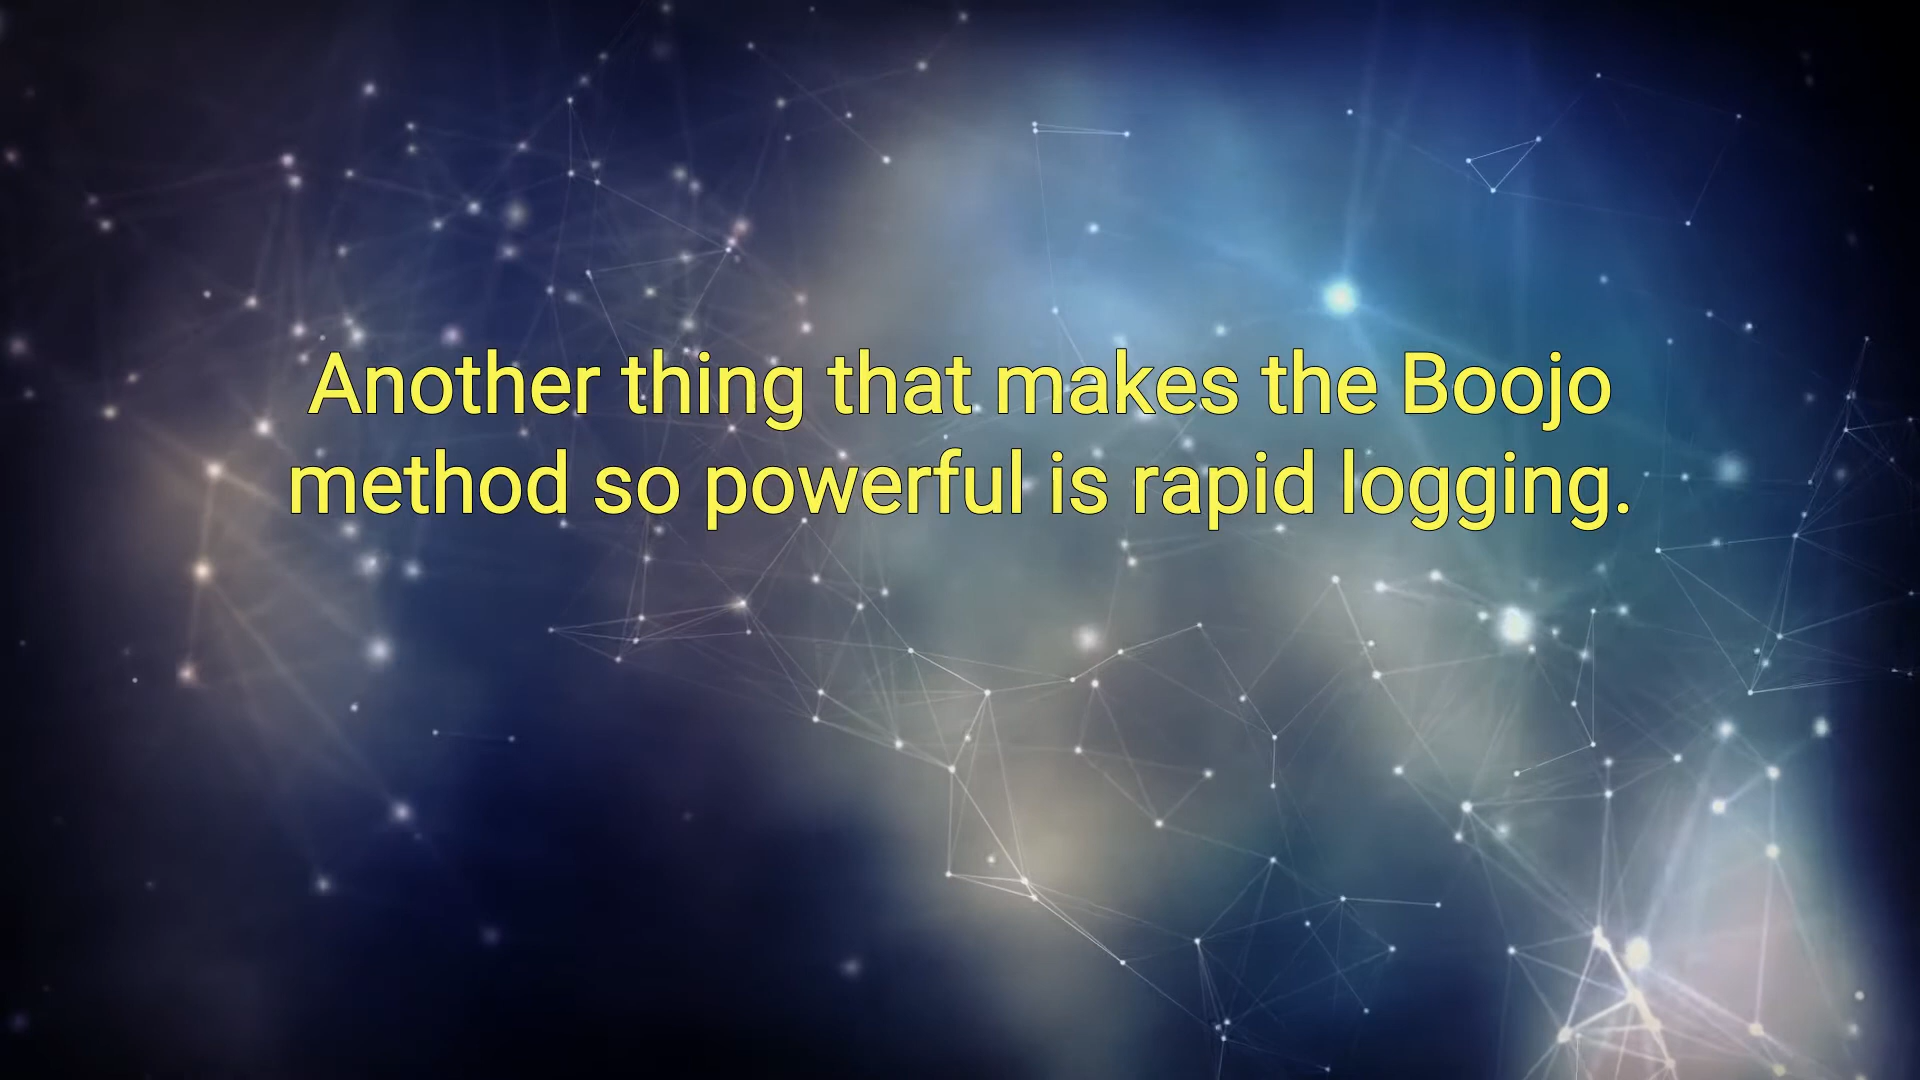 Another thing that makes the Boojo
method so powerful is rapid logging.